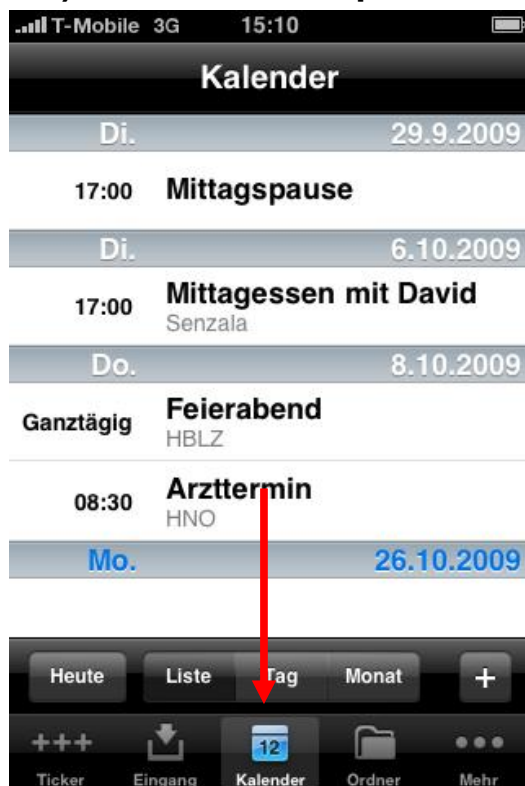 T-Mobile 3G 15:10
Kalender
Di. 29.9.2009
17:00 Mittagspause
Di. 6.10.2009
17:00 Mittagessen mit David
Senzala
Do. 8.10.2009
Ganztägig Feierabend
HBLZ
08:30 Arzttermin
HNO
Mo. 26.10.2009
Heute Liste Tag Monat +
+++ 12
Ticker Eingang Kalender Ordner Mehr